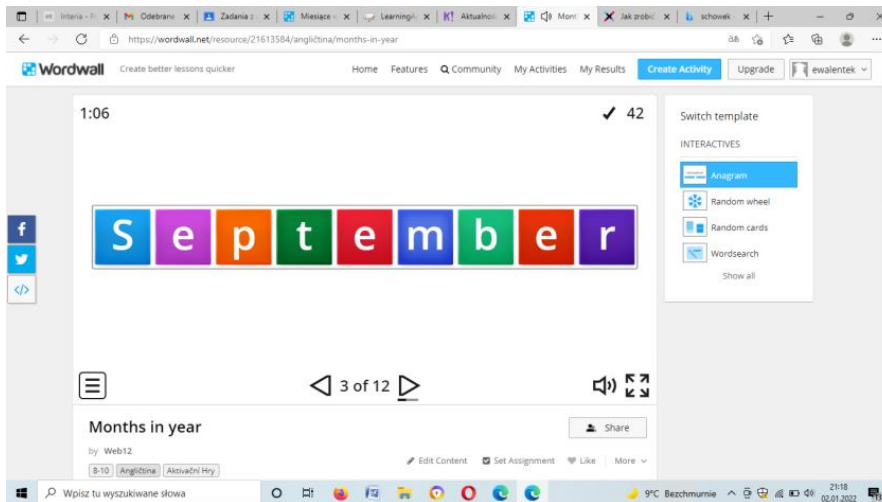 Interia - P
Odebrane
Zadania z
Miesiące
LearningA
Aktualnoś
Mont
Jak zrobić
schowek
https://wordwall.net/resource/21613584/angličtina/months-in-year
Wordwall Create better lessons quicker Home Features Community My Activities My Results Create Activity Upgrade ewalentek
1:06 42
September
3 of 12
Months in year
Share
by Web12
8-10 Angličtina Aktivační Hry
Edit Content Set Assignment Like More
Switch template
INTERACTIVES
Anagram
Random wheel
Random cards
Wordsearch
Show all
Wpisz tu wyszukiwane słowa 9°C Bezchmurnie 21:18
02.01.2022